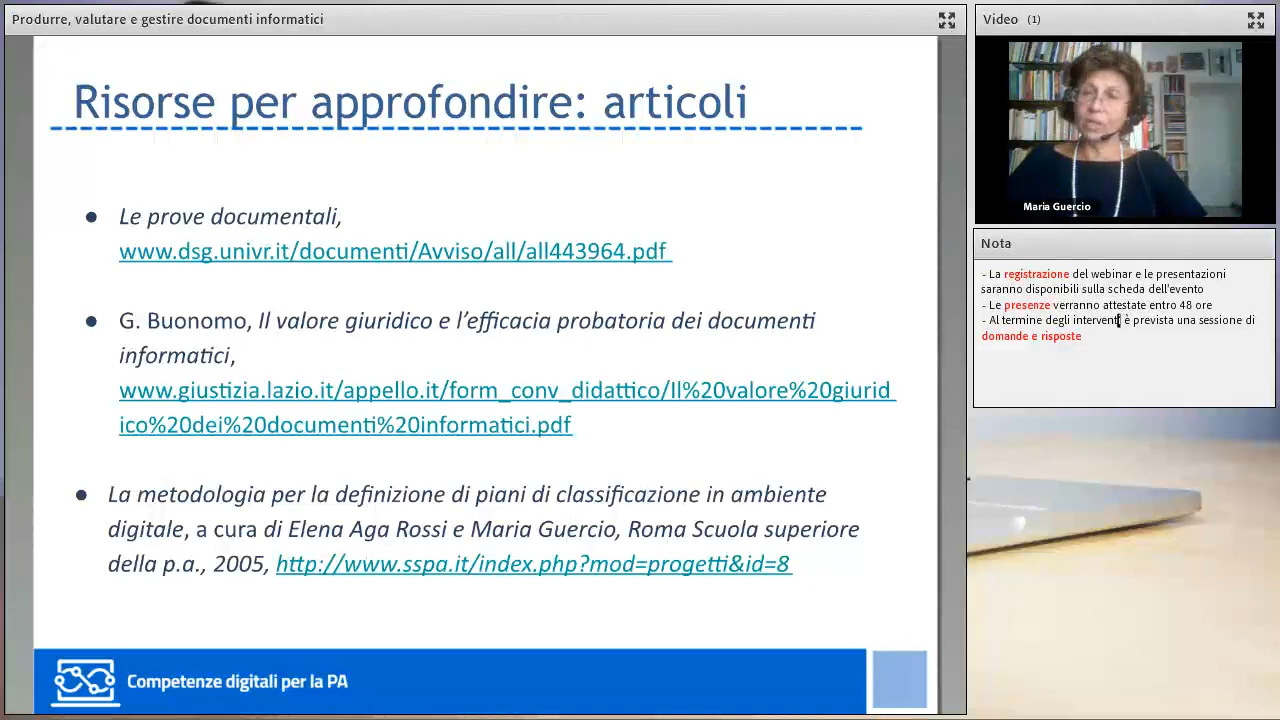 Produrre, valutare e gestire documenti informatici
Risorse per approfondire: articoli
● Le prove documentali,
www.dsg.univr.it/documenti/Avviso/all/all443964.pdf
● G. Buonomo, Il valore giuridico e l’efficacia probatoria dei documenti
informatici,
www.giustizia.lazio.it/appello.it/form_conv_didattico/Il%20valore%20giurid
ico%20dei%20documenti%20informatici.pdf
● La metodologia per la definizione di piani di classificazione in ambiente
digitale, a cura di Elena Aga Rossi e Maria Guercio, Roma Scuola superiore
della p.a., 2005, http://www.sspa.it/index.php?mod=progetti&id=8
Competenze digitali per la PA
Video (1)
Maria Guercio
Nota
- La registrazione del webinar e le presentazioni
saranno disponibili sulla scheda dell'evento
- Le presenze verranno attestate entro 48 ore
- Al termine degli interventi è prevista una sessione di
domande e risposte